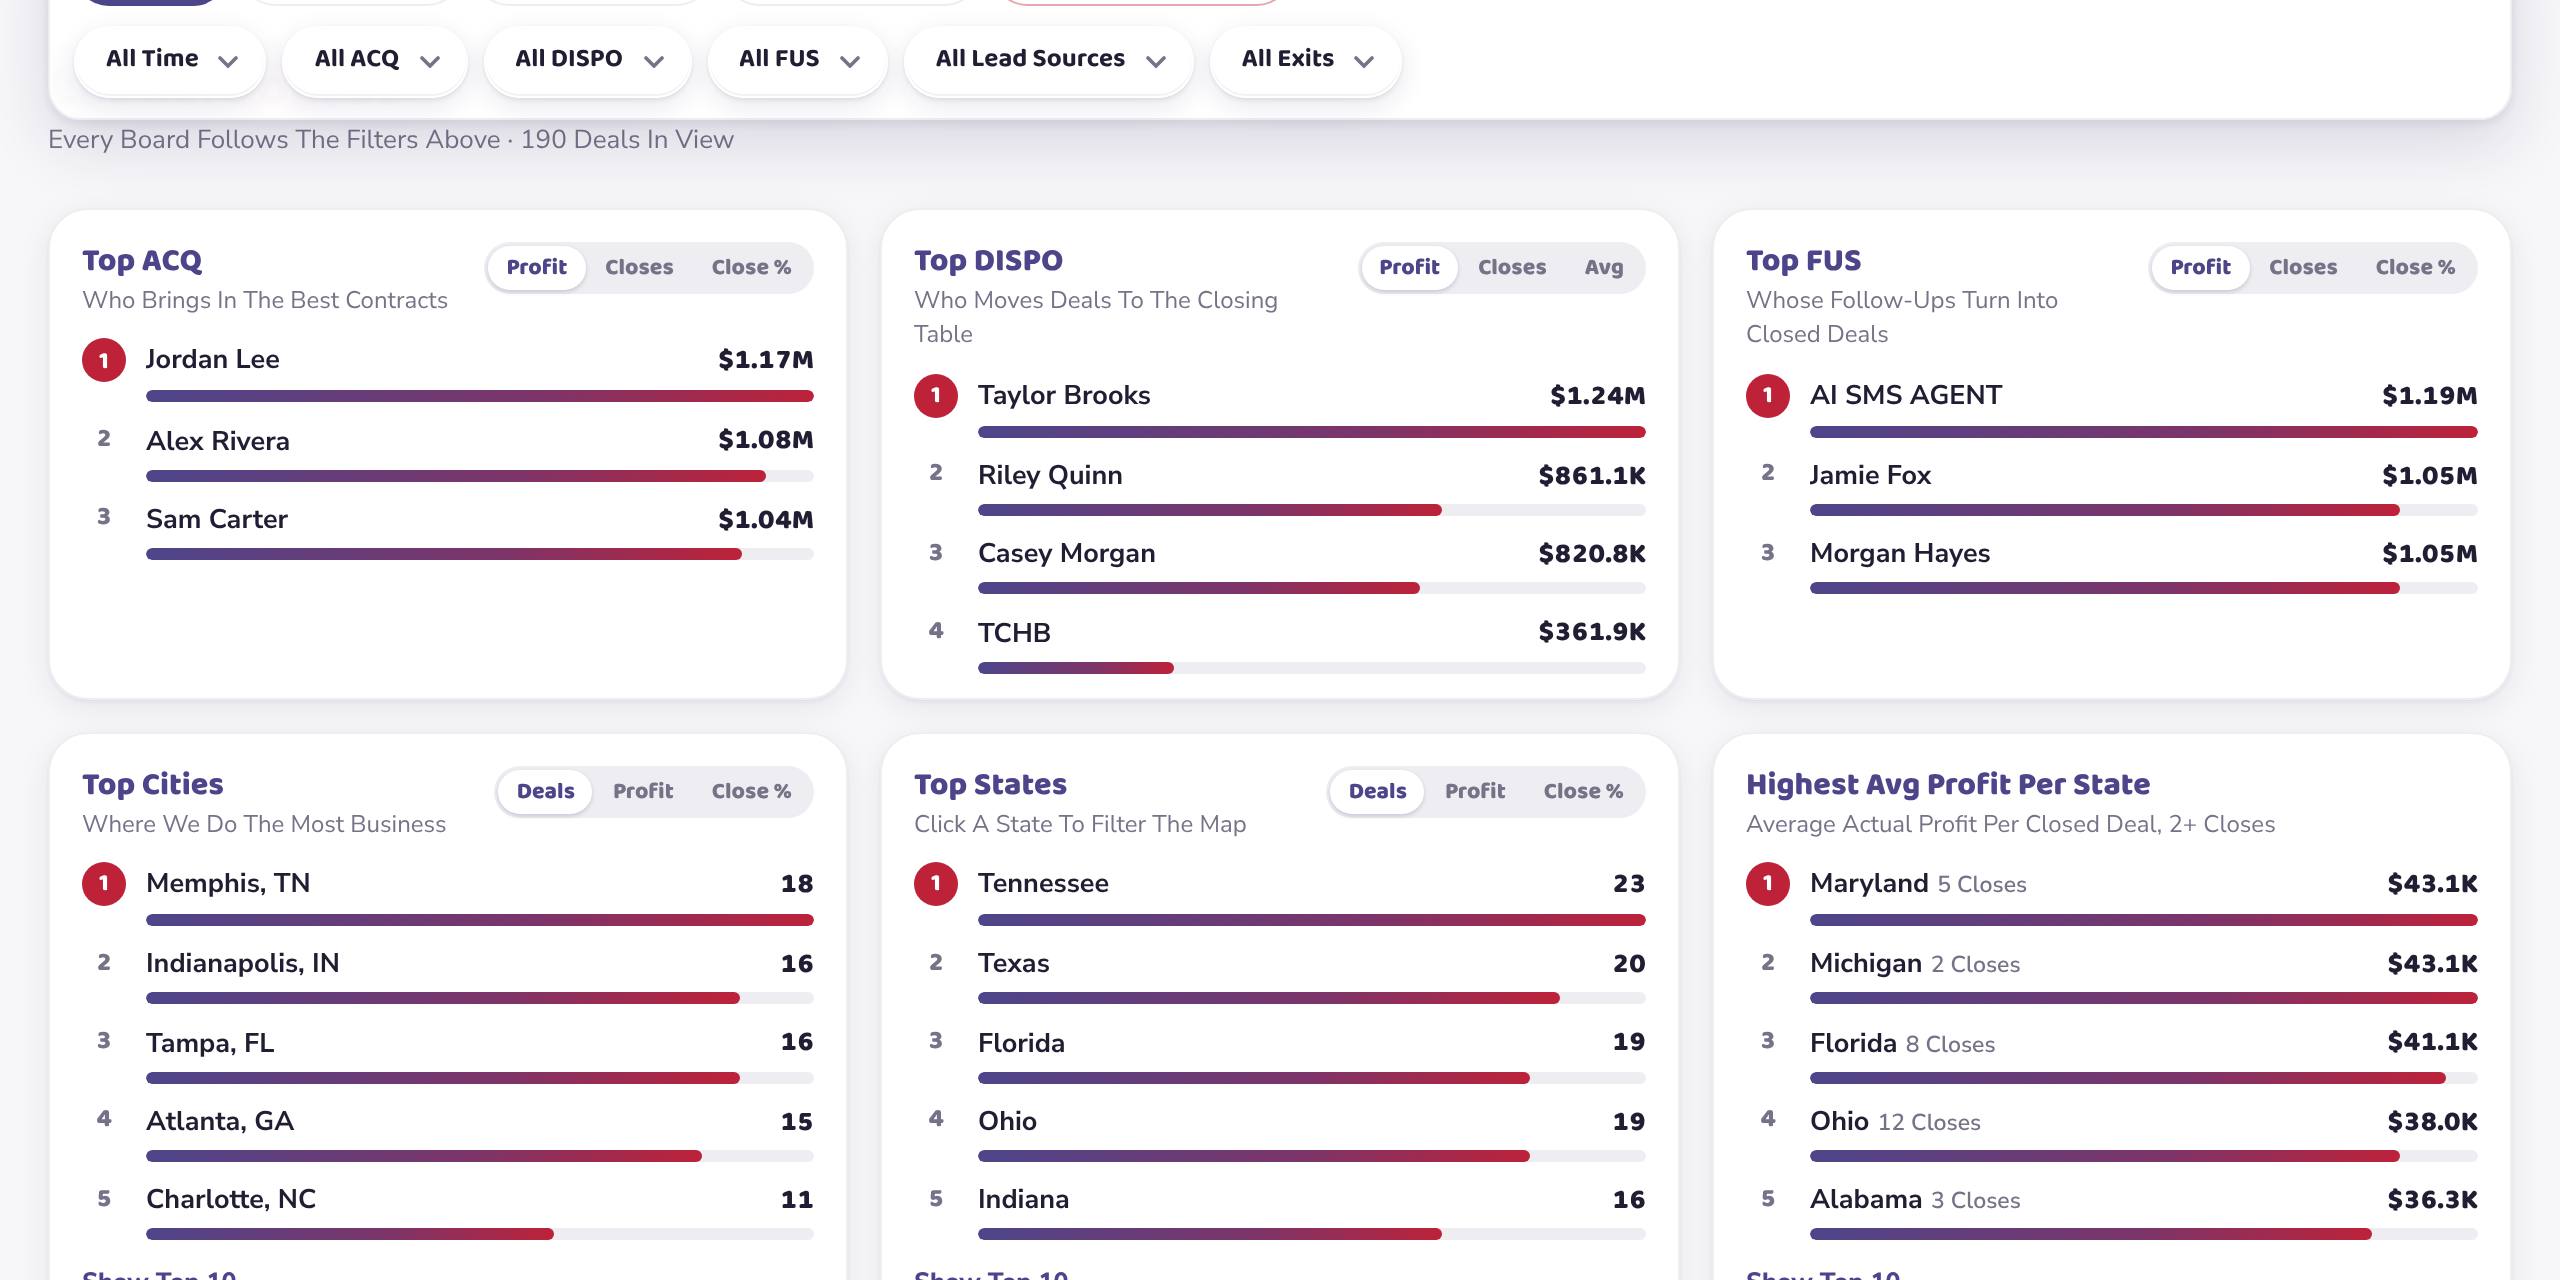 All Time
All ACQ
All DISPO
All FUS
All Lead Sources
All Exits
Every Board Follows The Filters Above · 190 Deals In View
Top ACQ
Profit Closes Close %
Who Brings In The Best Contracts
1 Jordan Lee $1.17M
2 Alex Rivera $1.08M
3 Sam Carter $1.04M
Top DISPO
Profit Closes Avg
Who Moves Deals To The Closing
Table
1 Taylor Brooks $1.24M
2 Riley Quinn $861.1K
3 Casey Morgan $820.8K
4 TCHB $361.9K
Top FUS
Profit Closes Close %
Whose Follow-Ups Turn Into
Closed Deals
1 AI SMS AGENT $1.19M
2 Jamie Fox $1.05M
3 Morgan Hayes $1.05M
Top Cities
Deals Profit Close %
Where We Do The Most Business
1 Memphis, TN 18
2 Indianapolis, IN 16
3 Tampa, FL 16
4 Atlanta, GA 15
5 Charlotte, NC 11
Show Top 10
Top States
Deals Profit Close %
Click A State To Filter The Map
1 Tennessee 23
2 Texas 20
3 Florida 19
4 Ohio 19
5 Indiana 16
Show Top 10
Highest Avg Profit Per State
Average Actual Profit Per Closed Deal, 2+ Closes
1 Maryland 5 Closes $43.1K
2 Michigan 2 Closes $43.1K
3 Florida 8 Closes $41.1K
4 Ohio 12 Closes $38.0K
5 Alabama 3 Closes $36.3K
Show Top 10